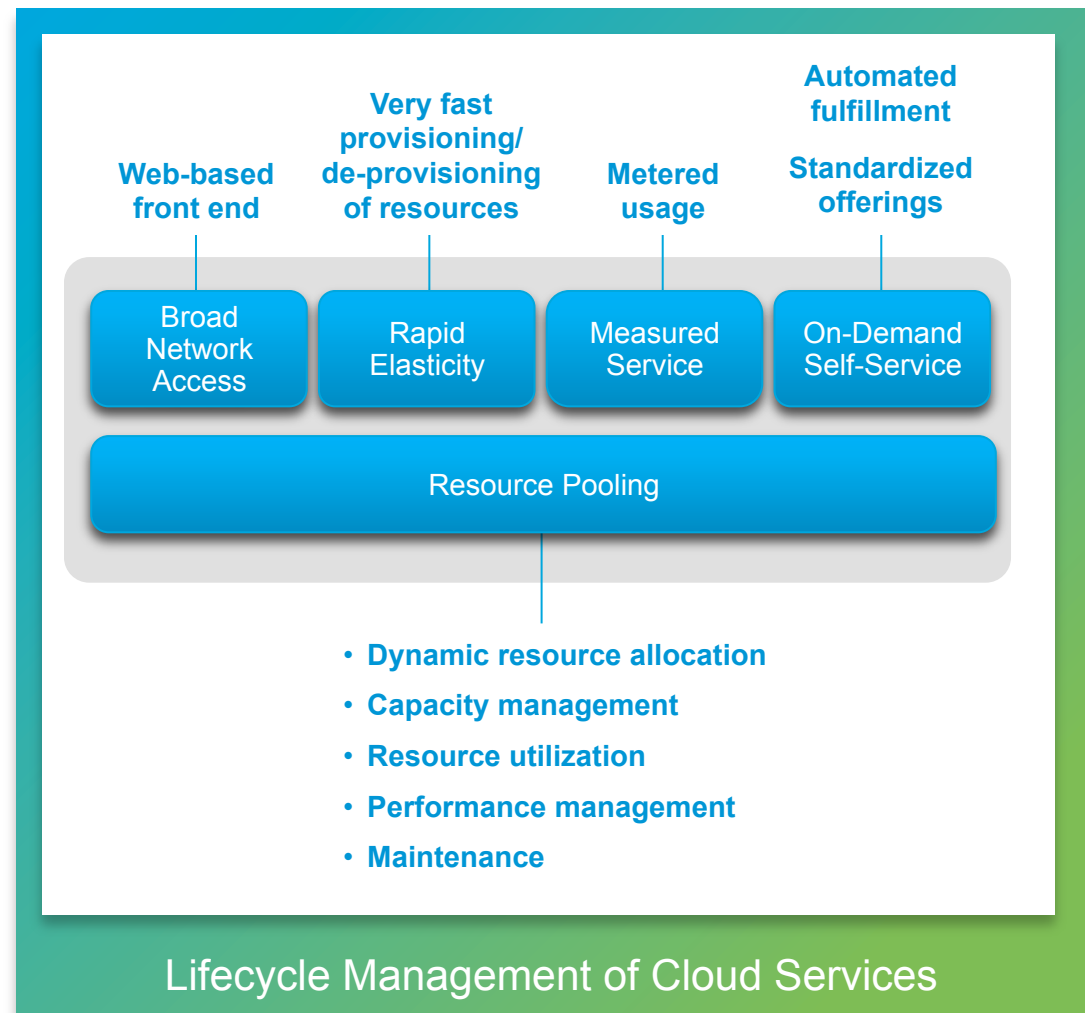 Web-based
front end
Very fast
provisioning/
de-provisioning
of resources
Metered
usage
Automated
fulfillment
Standardized
offerings
Broad
Network
Access
Rapid
Elasticity
Measured
Service
On-Demand
Self-Service
Resource Pooling
• Dynamic resource allocation
• Capacity management
• Resource utilization
• Performance management
• Maintenance
Lifecycle Management of Cloud Services